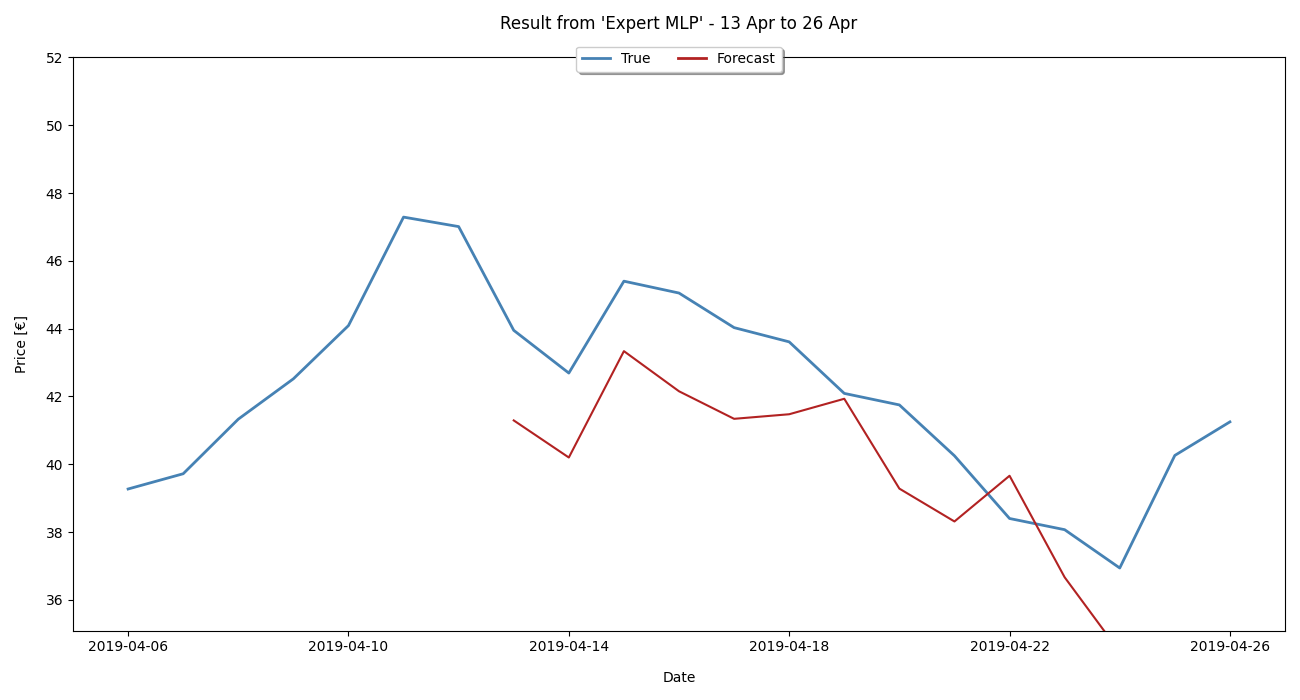 Result from 'Expert MLP' - 13 Apr to 26 Apr
True Forecast
52
50
48
46
44
42
40
38
36
Price [€]
2019-04-06 2019-04-10 2019-04-14 2019-04-18 2019-04-22 2019-04-26
Date